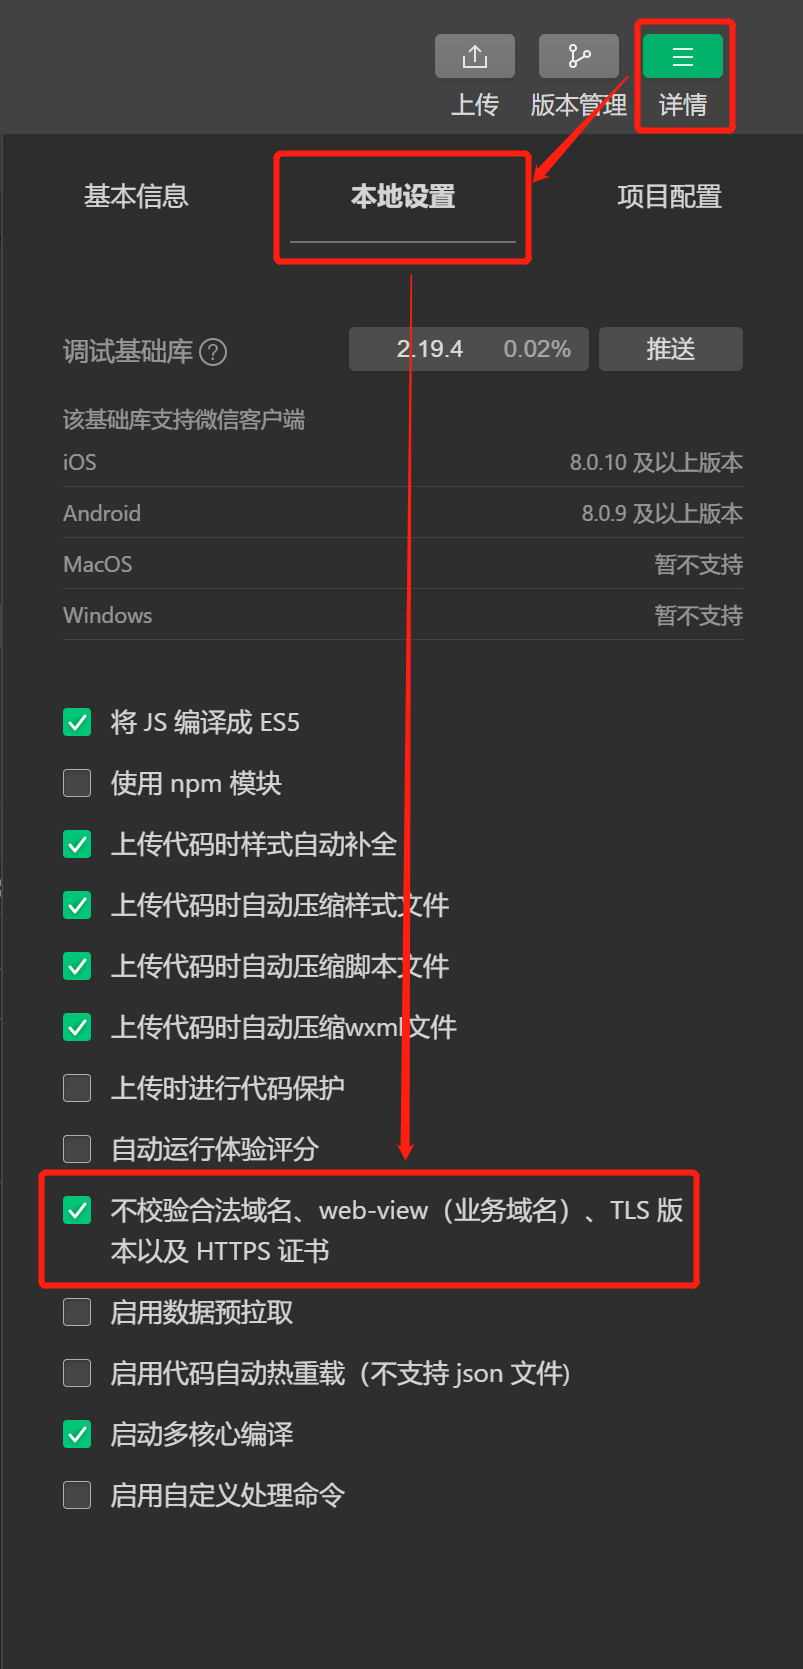 上传
版本管理
详情
基本信息
本地设置
项目配置
调试基础库
2.19.4 0.02%
推送
该基础库支持微信客户端
iOS 8.0.10 及以上版本
Android 8.0.9 及以上版本
MacOS 暂不支持
Windows 暂不支持
将 JS 编译成 ES5
使用 npm 模块
上传代码时样式自动补全
上传代码时自动压缩样式文件
上传代码时自动压缩脚本文件
上传代码时自动压缩wxml文件
上传时进行代码保护
自动运行体验评分
不校验合法域名、web-view（业务域名）、TLS 版
本以及 HTTPS 证书
启用数据预拉取
启用代码自动热重载（不支持 json 文件)
启动多核心编译
启用自定义处理命令